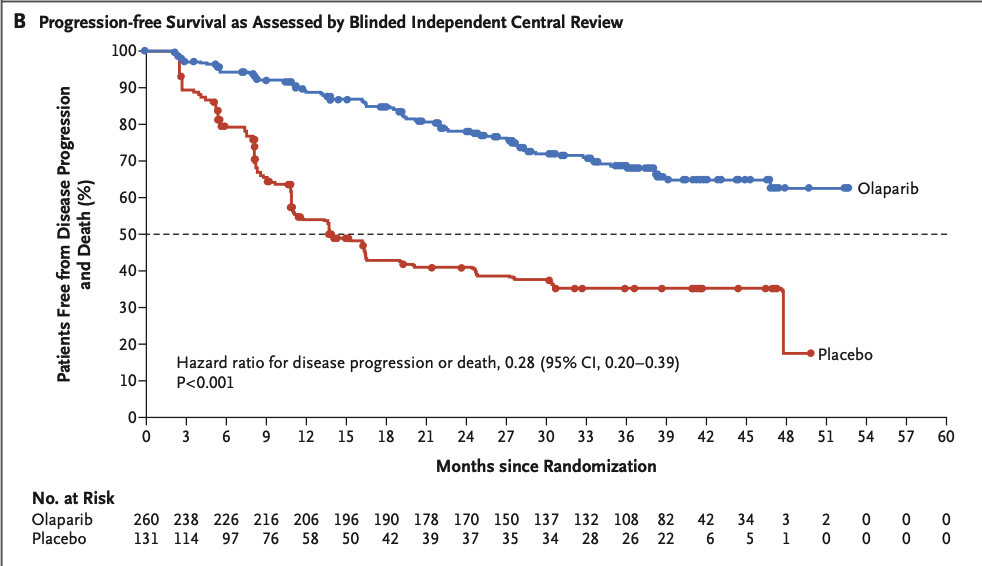 B Progression-free Survival as Assessed by Blinded Independent Central Review
Patients Free from Disease Progression
and Death (%)
100
90
80
70
60
50
40
30
20
10
0
Olaparib
Placebo
Hazard ratio for disease progression or death, 0.28 (95% CI, 0.20–0.39)
P<0.001
0 3 6 9 12 15 18 21 24 27 30 33 36 39 42 45 48 51 54 57 60
Months since Randomization
No. at Risk
Olaparib 260 238 226 216 206 196 190 178 170 150 137 132 108 82 42 34 3 2 0 0 0
Placebo 131 114 97 76 58 50 42 39 37 35 34 28 26 22 6 5 1 0 0 0 0